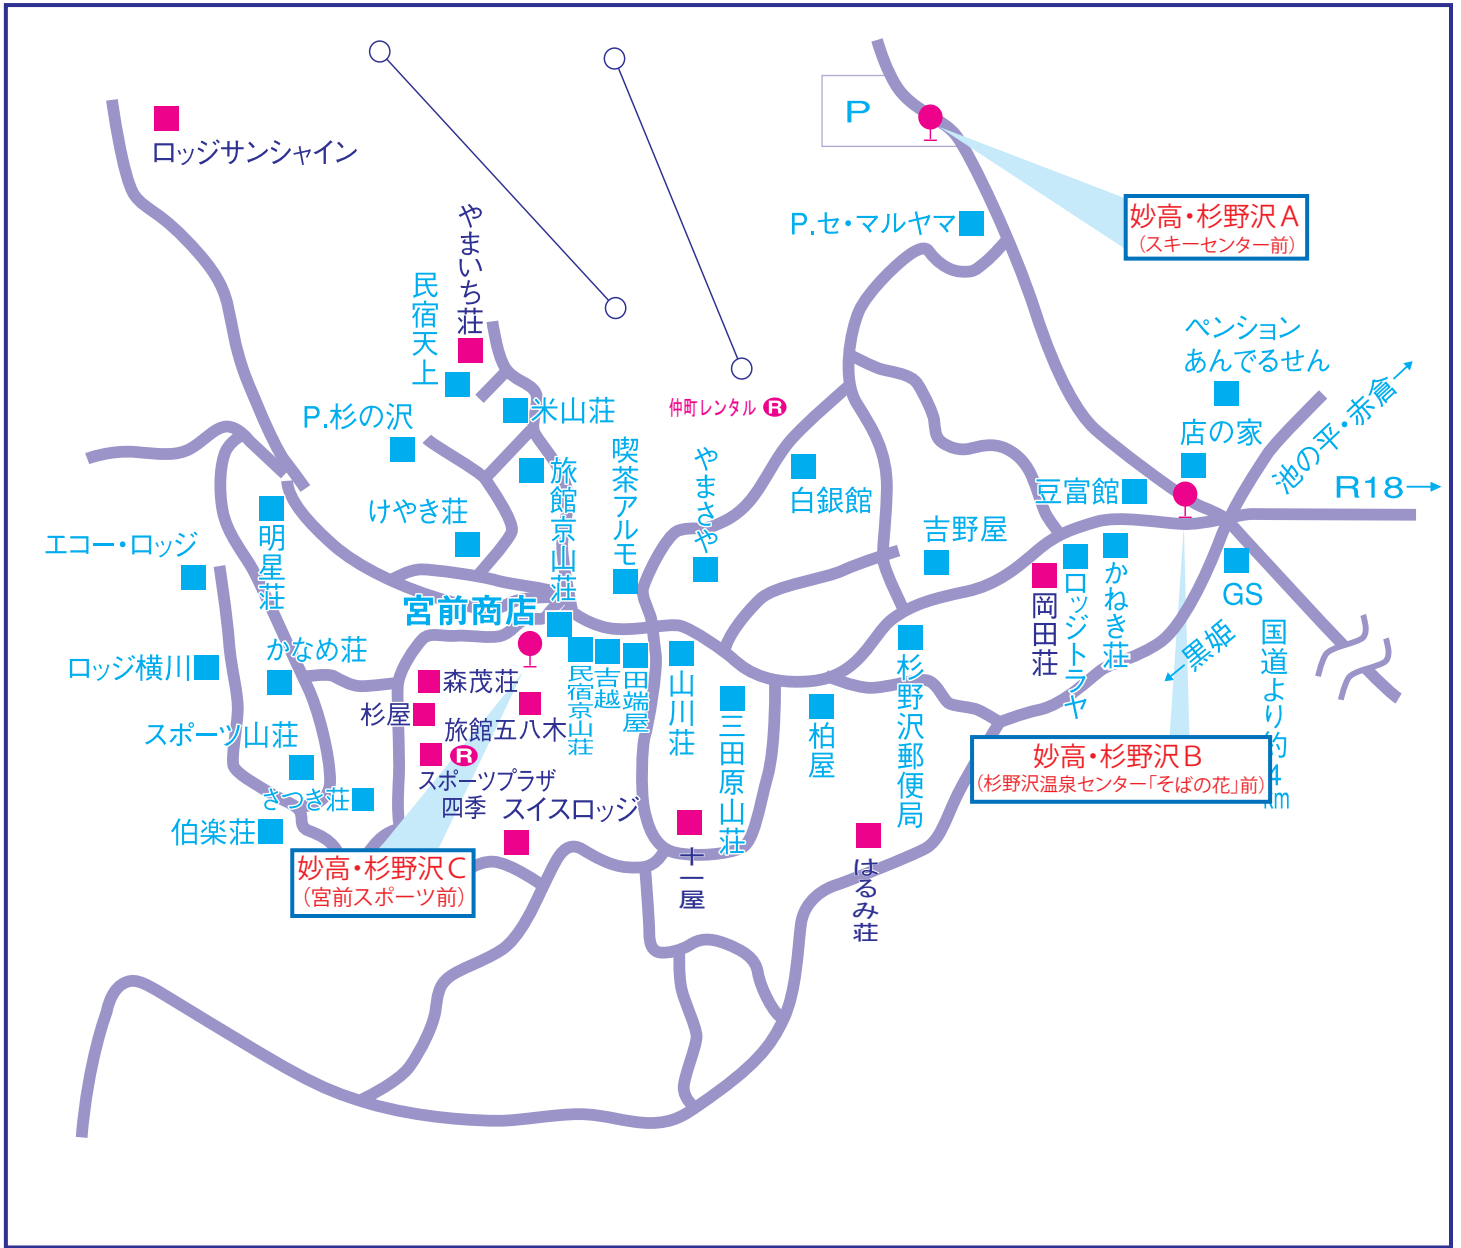 P
ロッジサンシャイン
妙高・杉野沢A
(スキーセンター前)
P.セ・マルヤマ
やまいち荘
民宿天上
米山荘
P.杉の沢
仲町レンタル R
ペンション
あんでるせん
池の平・赤倉
店の家
R18
旅館京山荘
喫茶アルモ
やまさや
白銀館
豆富館
けやき荘
明星荘
吉野屋
エコー・ロッジ
岡田荘
ロッジトラヤ
かねき荘
GS
宮前商店
黒姫
国道より約4km
かなめ荘
ロッジ横川
森茂荘
杉屋
旅館五八木
民宿京山荘
吉越
田端屋
山川荘
三田原山荘
柏屋
杉野沢郵便局
スポーツ山荘
R
スポーツプラザ
四季
スイスロッジ
さつき荘
伯楽荘
妙高・杉野沢B
(杉野沢温泉センター「そばの花」前)
妙高・杉野沢C
(宮前スポーツ前)
十一屋
はるみ荘